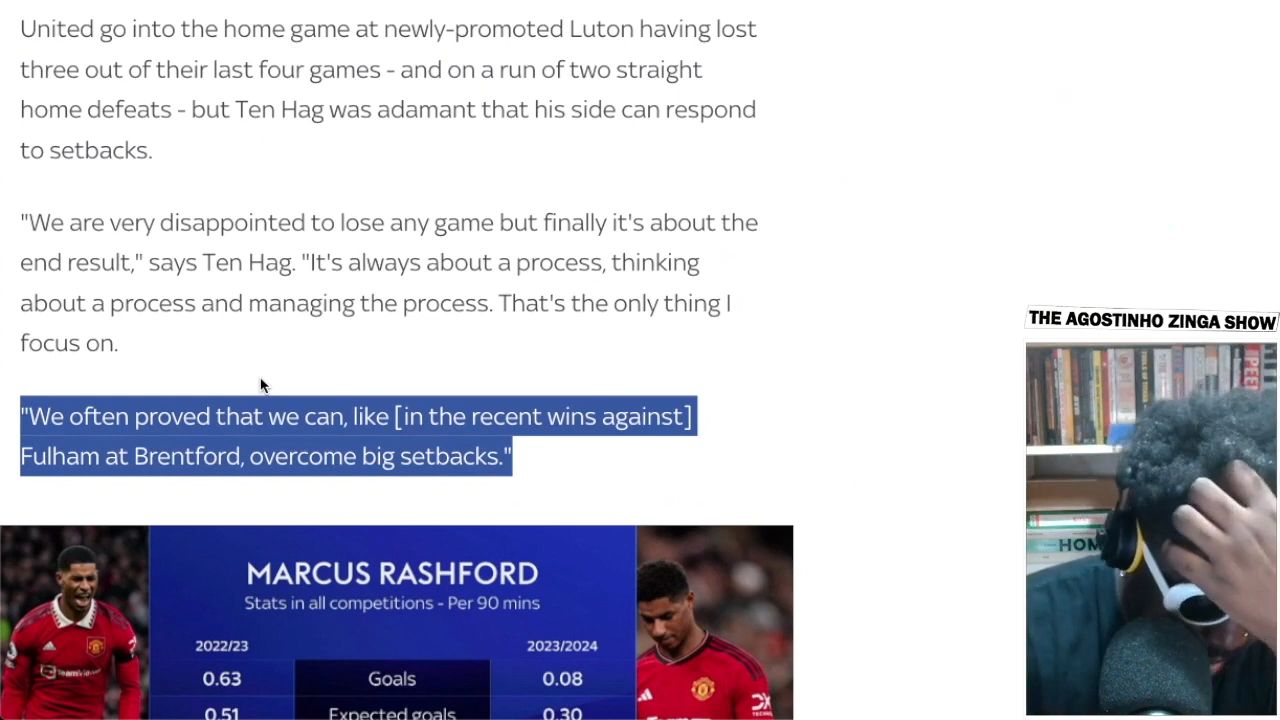 United go into the home game at newly-promoted Luton having lost
three out of their last four games - and on a run of two straight
home defeats - but Ten Hag was adamant that his side can respond
to setbacks.
"We are very disappointed to lose any game but finally it's about the
end result," says Ten Hag. "It's always about a process, thinking
about a process and managing the process. That's the only thing I
focus on.
"We often proved that we can, like [in the recent wins against]
Fulham at Brentford, overcome big setbacks."
MARCUS RASHFORD
Stats in all competitions - Per 90 mins
2022/23
2023/2024
0.63
Goals
0.08
0.51
Expected goals
0.30
THE AGOSTINHO ZINGA SHOW
HOM